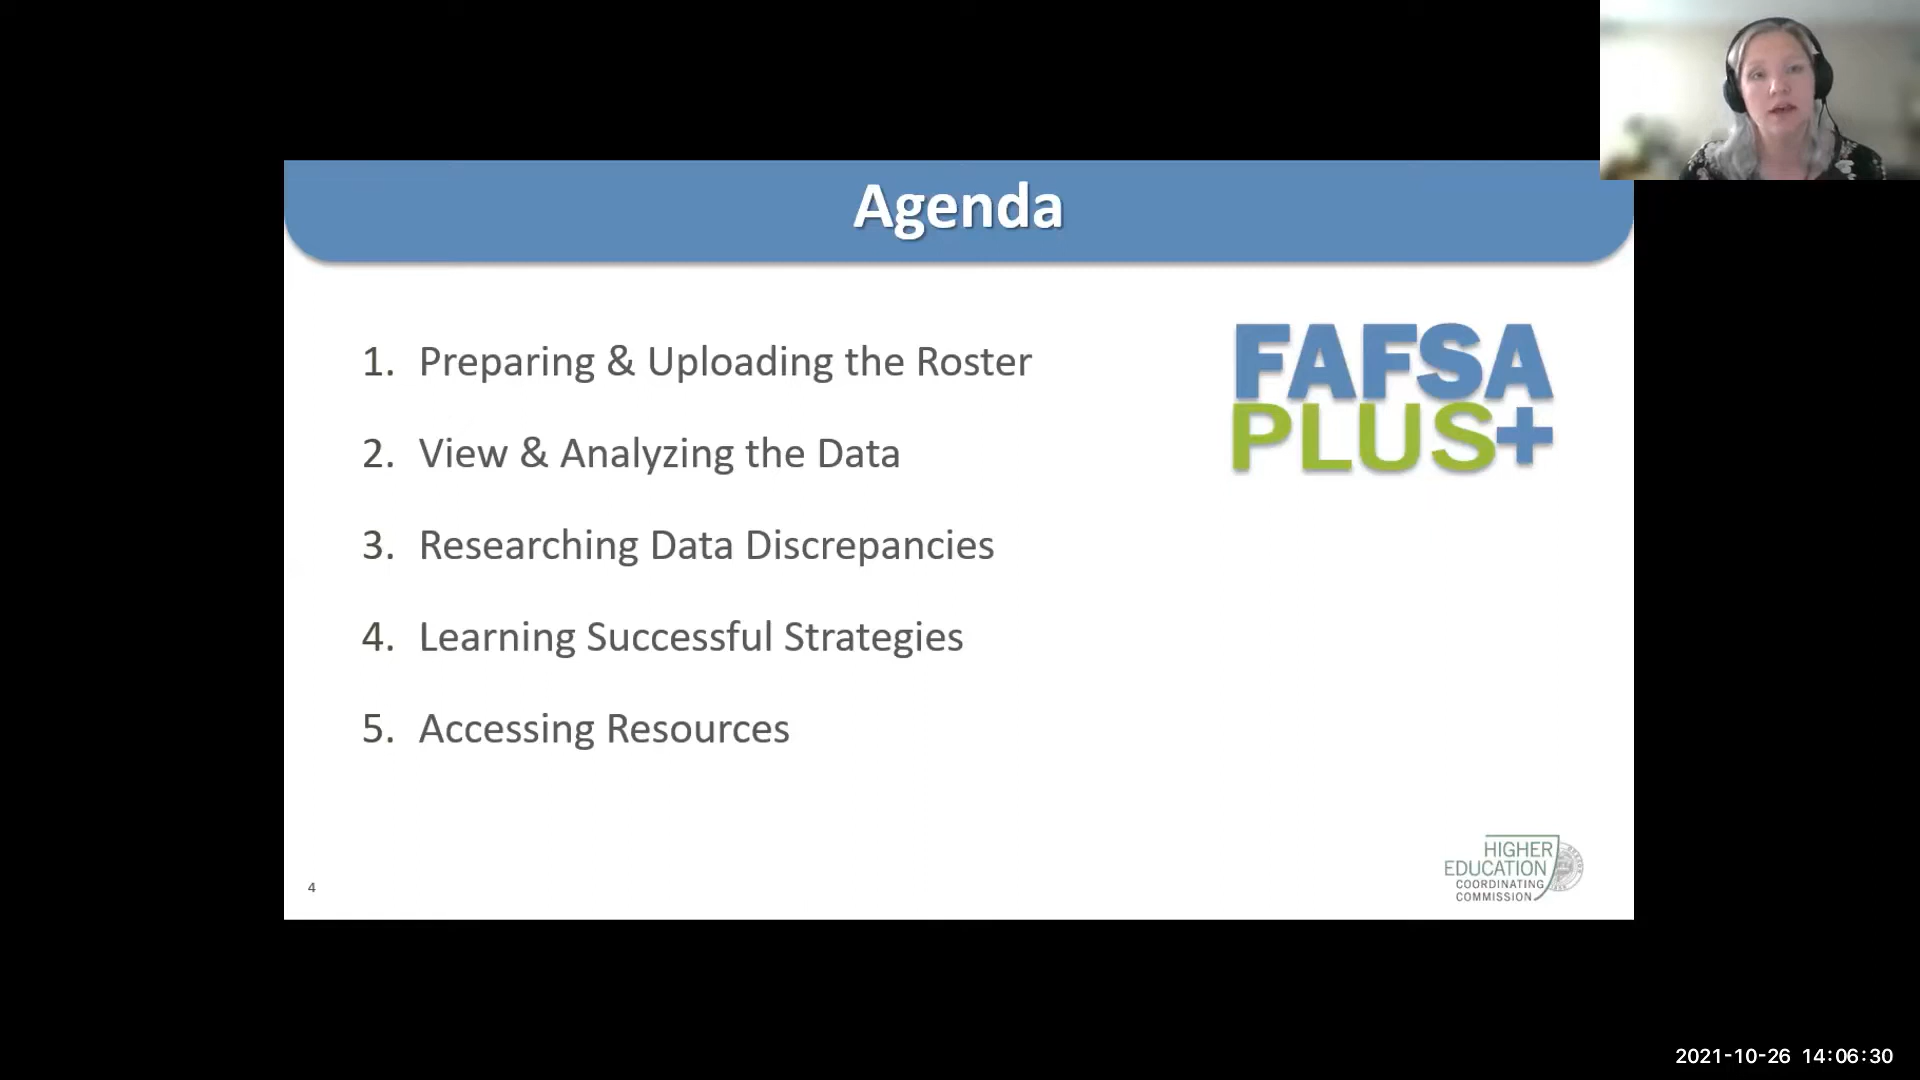 Agenda
1. Preparing & Uploading the Roster
2. View & Analyzing the Data
3. Researching Data Discrepancies
4. Learning Successful Strategies
5. Accessing Resources
FAFSA
PLUS+
HIGHER
EDUCATION
COORDINATING
COMMISSION
4
2021-10-26 14:06:30